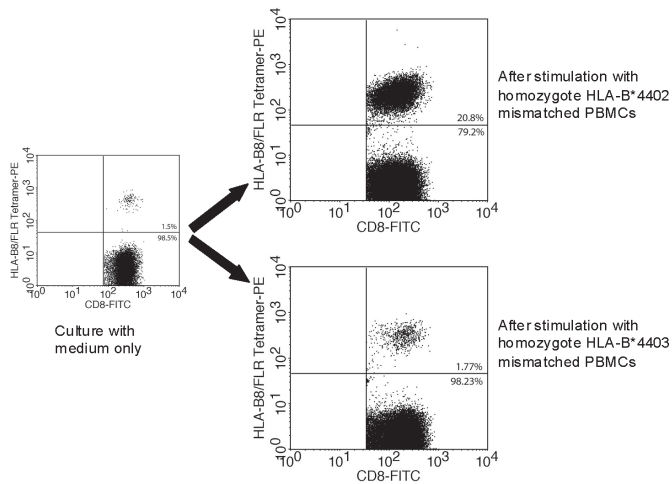 HLA-B8/FLR Tetramer-PE
10^4
10^3
10^2
10^1
10^0
1.5%
98.5%
10^0 10^1 10^2 10^3 10^4
CD8-FITC
Culture with
medium only
HLA-B8/FLR Tetramer-PE
10^4
10^3
10^2
10^1
10^0
20.8%
79.2%
10^0 10^1 10^2 10^3 10^4
CD8-FITC
After stimulation with
homozygote HLA-B*4402
mismatched PBMCs
HLA-B8/FLR Tetramer-PE
10^4
10^3
10^2
10^1
10^0
1.77%
98.23%
10^0 10^1 10^2 10^3 10^4
CD8-FITC
After stimulation with
homozygote HLA-B*4403
mismatched PBMCs